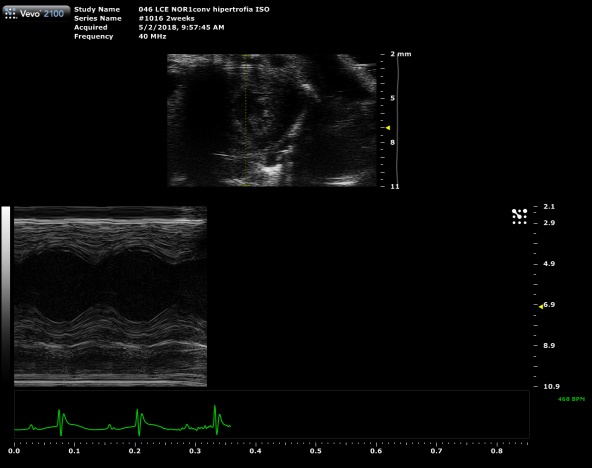 Vevo 2100
Study Name 046 LCE NOR1conv hipertrofia ISO
Series Name #1016 2weeks
Acquired 5/2/2018, 9:57:45 AM
Frequency 40 MHz
2 mm
5
8
11
2.1
2.9
4.9
6.9
8.9
10.9
468 BPM
0.0 0.1 0.2 0.3 0.4 0.5 0.6 0.7 0.8